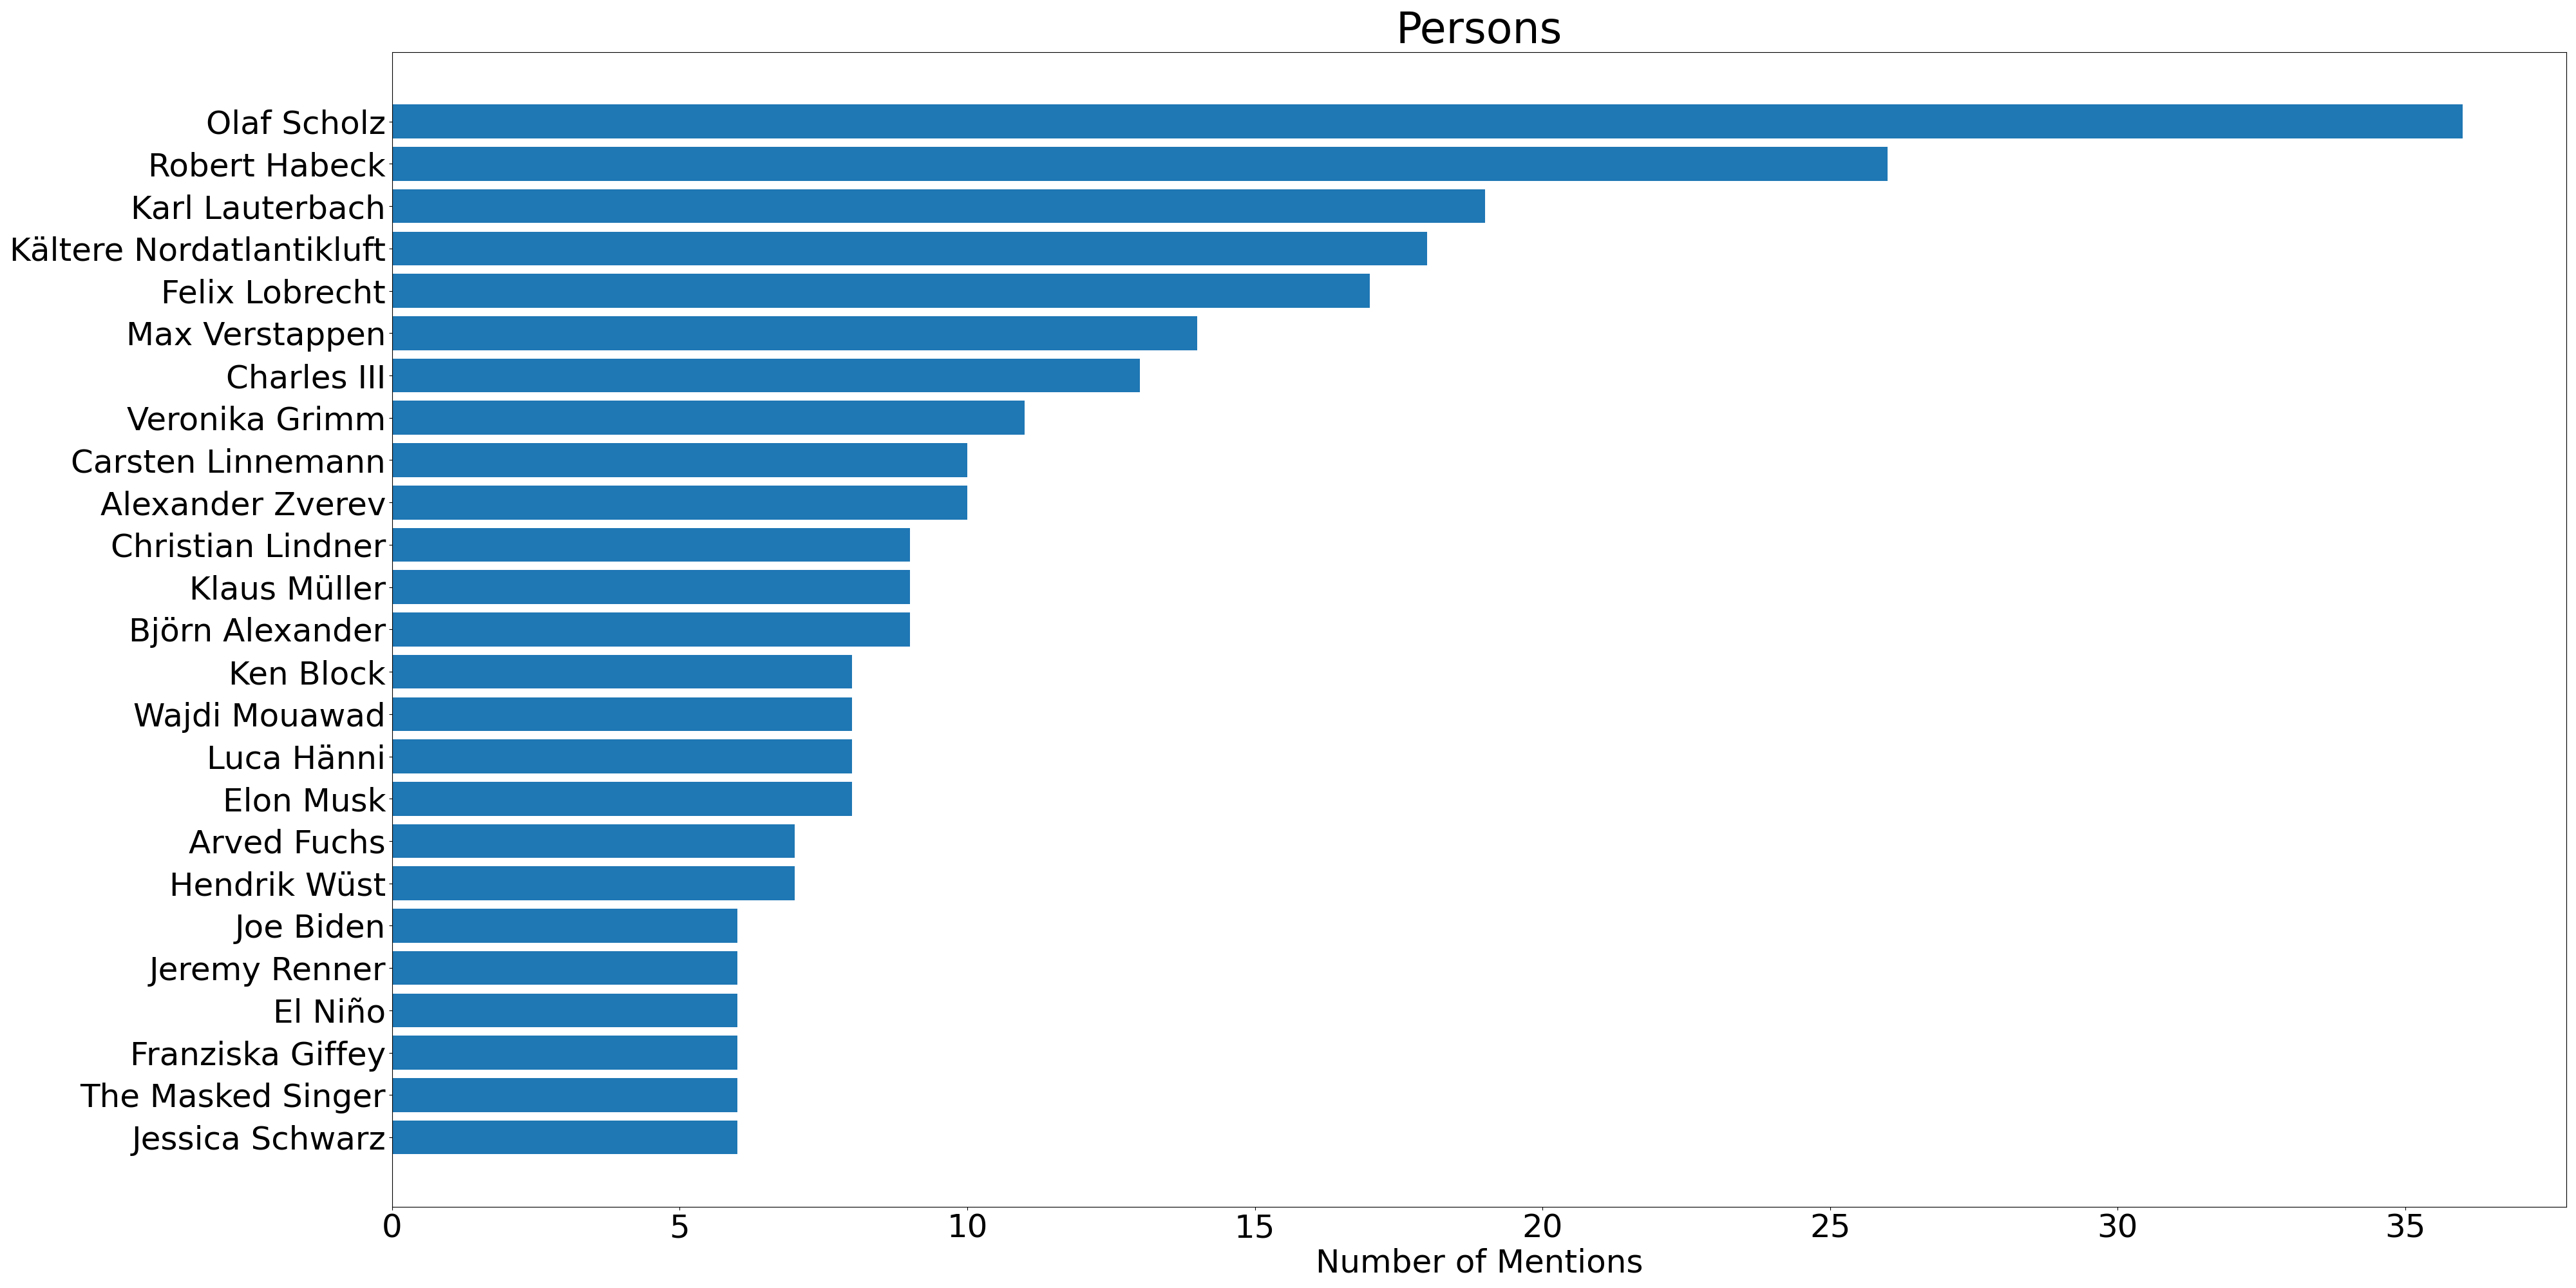 Persons
Olaf Scholz
Robert Habeck
Karl Lauterbach
Kältere Nordatlantikluft
Felix Lobrecht
Max Verstappen
Charles III
Veronika Grimm
Carsten Linnemann
Alexander Zverev
Christian Lindner
Klaus Müller
Björn Alexander
Ken Block
Wajdi Mouawad
Luca Hänni
Elon Musk
Arved Fuchs
Hendrik Wüst
Joe Biden
Jeremy Renner
El Niño
Franziska Giffey
The Masked Singer
Jessica Schwarz
0 5 10 15 20 25 30 35
Number of Mentions